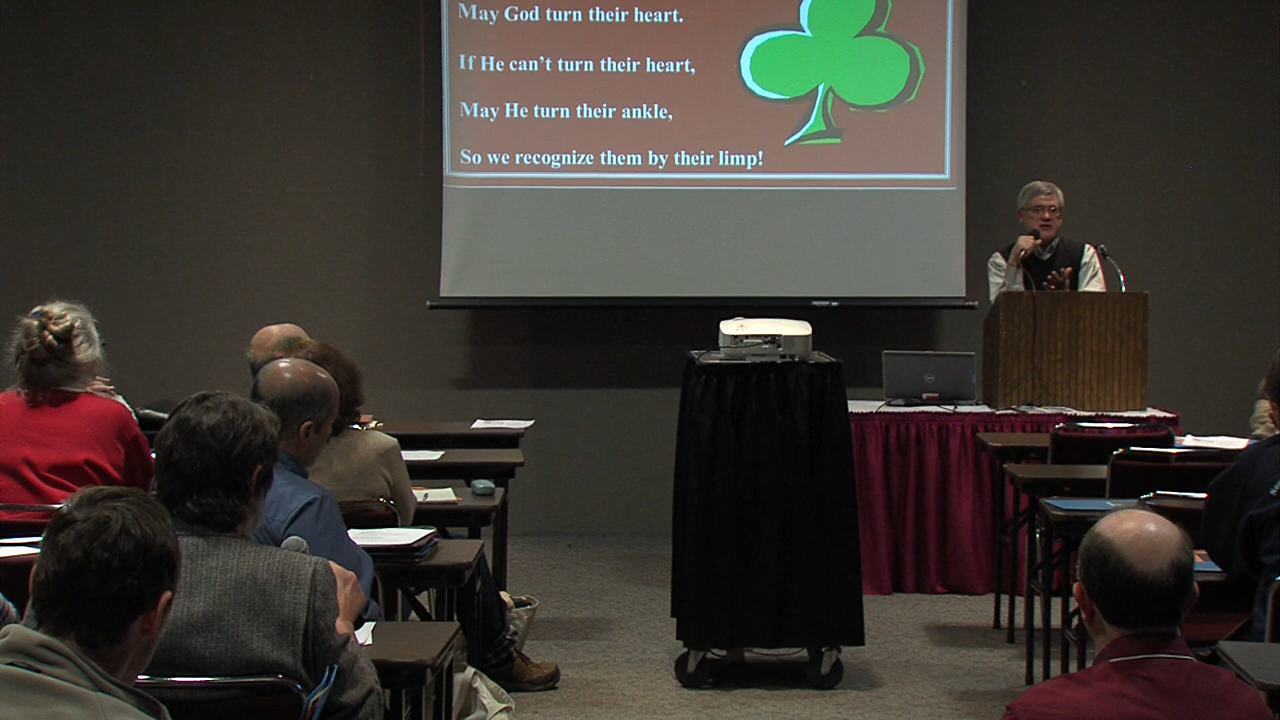 May God turn their heart.
If He can't turn their heart,
May He turn their ankle,
So we recognize them by their limp!